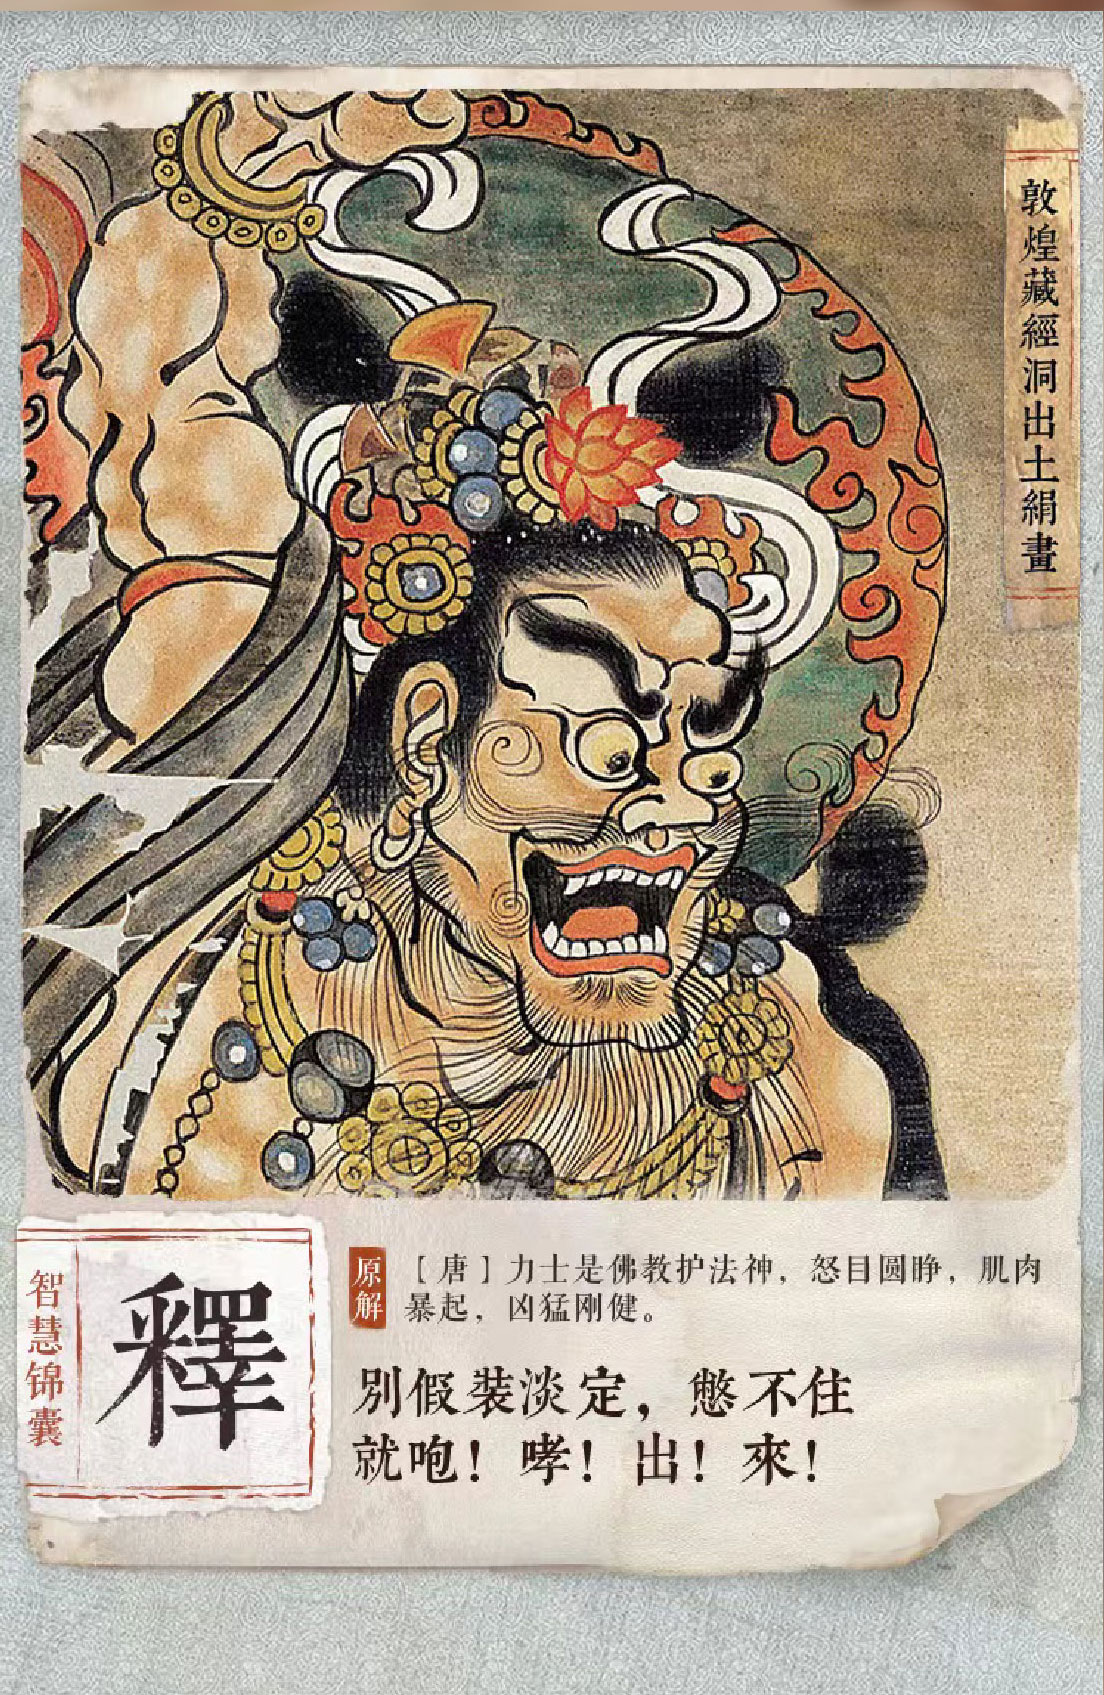 敦煌藏經洞出土絹畫
智慧锦囊
釋
原解
【唐】力士是佛教护法神，怒目圆睁，肌肉
暴起，凶猛刚健。
別假裝淡定，憋不住
就咆！哮！出！來！